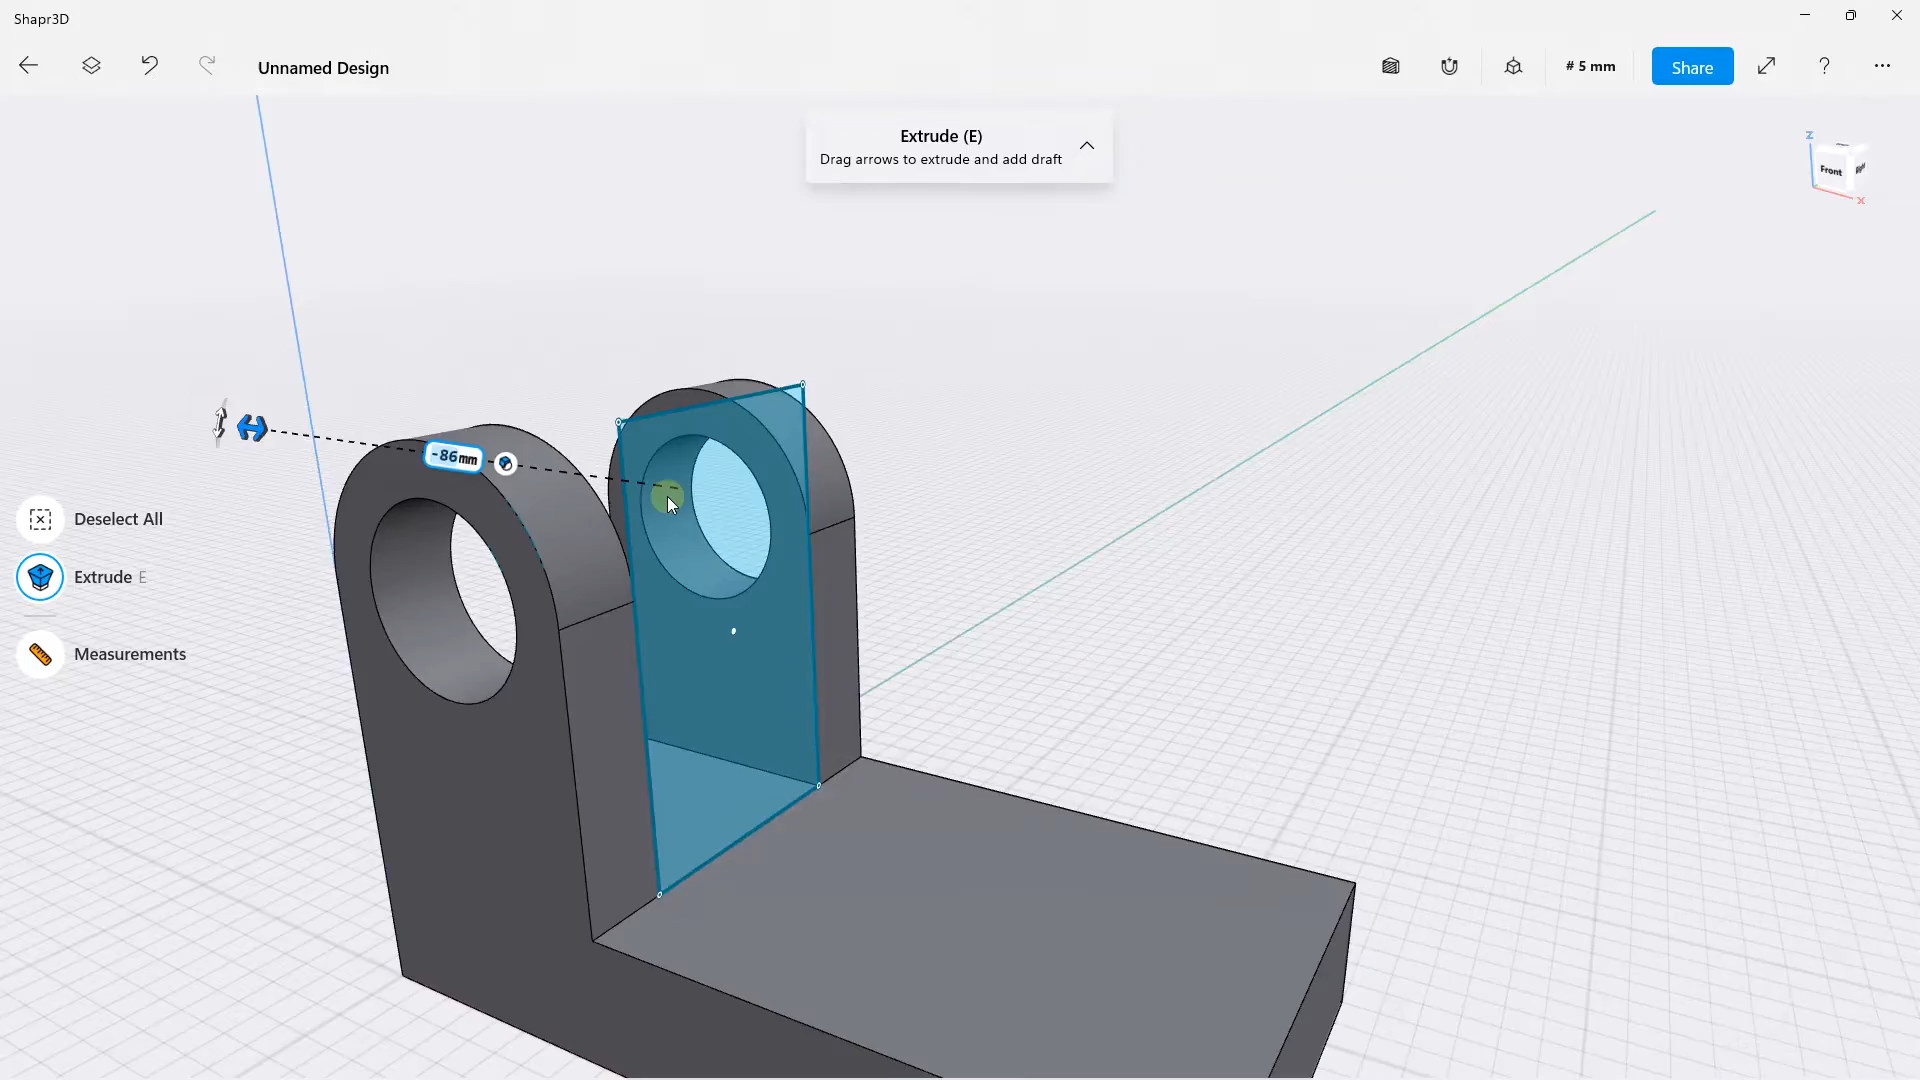 Shapr3D
Unnamed Design
# 5 mm
Share
?
Extrude (E)
Drag arrows to extrude and add draft
Z
Front
Right
X
-86mm
Deselect All
Extrude E
Measurements